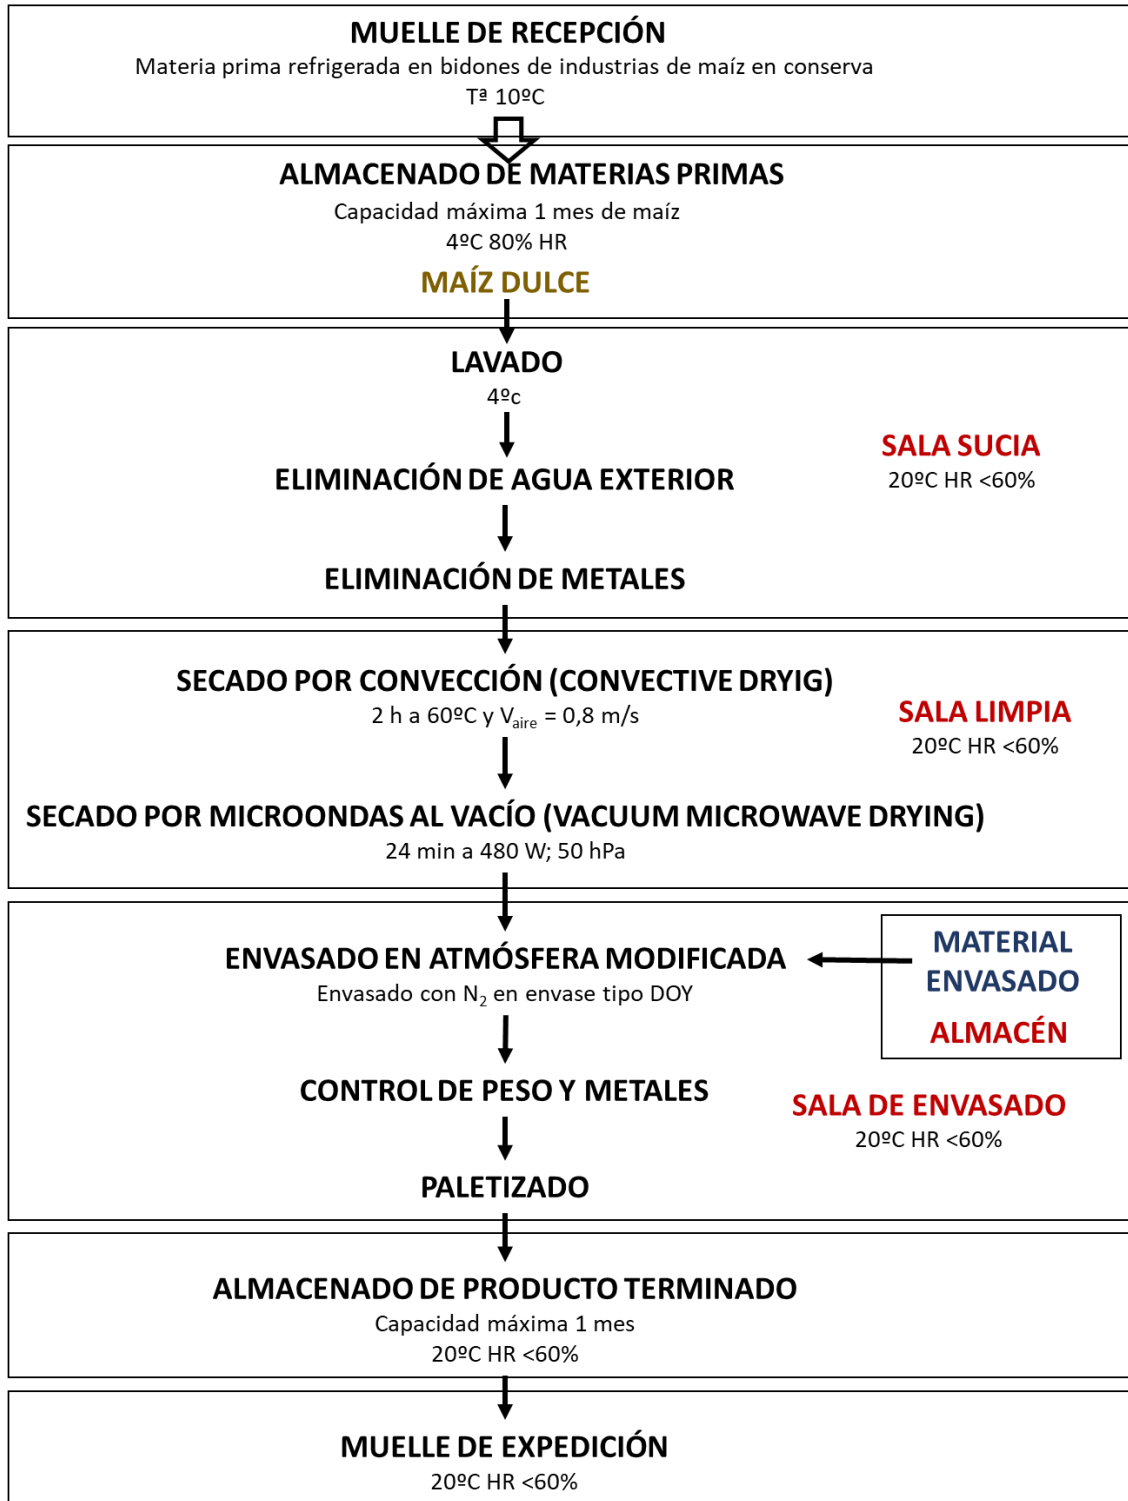 MUELLE DE RECEPCIÓN
Materia prima refrigerada en bidones de industrias de maíz en conserva
Tª 10ºC
ALMACENADO DE MATERIAS PRIMAS
Capacidad máxima 1 mes de maíz
4ºC 80% HR
MAÍZ DULCE
LAVADO
4ºc
SALA SUCIA
20ºC HR <60%
ELIMINACIÓN DE AGUA EXTERIOR
ELIMINACIÓN DE METALES
SECADO POR CONVECCIÓN (CONVECTIVE DRYIG)
2 h a 60ºC y Vaire = 0,8 m/s
SALA LIMPIA
20ºC HR <60%
SECADO POR MICROONDAS AL VACÍO (VACUUM MICROWAVE DRYING)
24 min a 480 W; 50 hPa
ENVASADO EN ATMÓSFERA MODIFICADA
Envasado con N2 en envase tipo DOY
MATERIAL
ENVASADO
ALMACÉN
CONTROL DE PESO Y METALES
SALA DE ENVASADO
20ºC HR <60%
PALETIZADO
ALMACENADO DE PRODUCTO TERMINADO
Capacidad máxima 1 mes
20ºC HR <60%
MUELLE DE EXPEDICIÓN
20ºC HR <60%